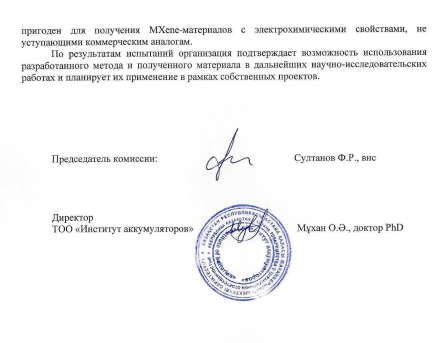 пригоден для получения MXene-материалов с электрохимическими свойствами, не
уступающими коммерческим аналогам.
По результатам испытаний организация подтверждает возможность использования
разработанного метода и полученного материала в дальнейших научно-исследовательских
работах и планирует их применение в рамках собственных проектов.
Председатель комиссии:
Султанов Ф.Р., внс
Директор
ТОО «Институт аккумуляторов»
Мұхан О.Ә., доктор PhD